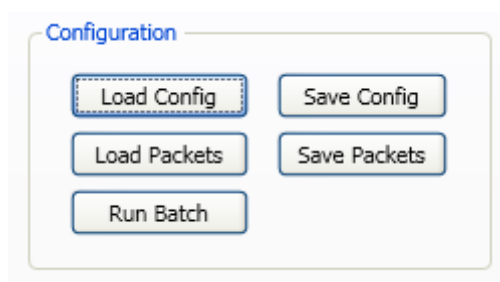 Configuration
Load Config Save Config
Load Packets Save Packets
Run Batch